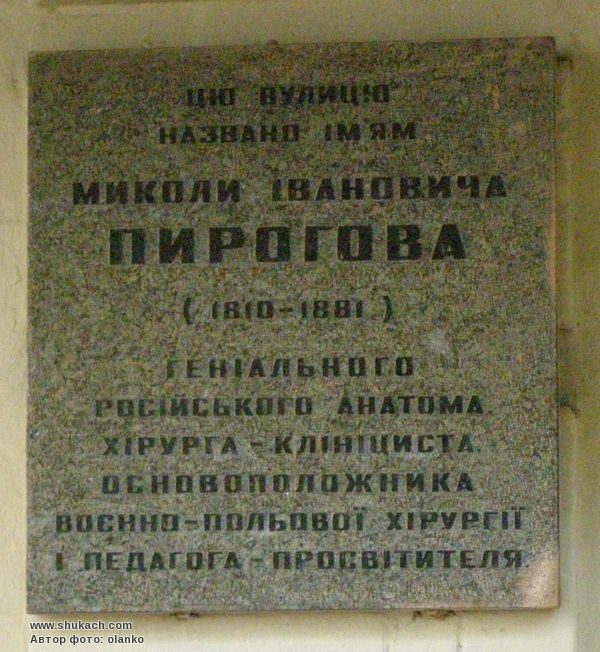 ЦЮ ВУЛИЦЮ
НАЗВАНО ІМ'ЯМ
МИКОЛИ ІВАНОВИЧА
ПИРОГОВА
( 1810-1881 )
ГЕНІАЛЬНОГО
РОСІЙСЬКОГО АНАТОМА,
ХІРУРГА-КЛІНІЦИСТА,
ОСНОВОПОЛОЖНИКА
ВОЄННО-ПОЛЬОВОЇ ХІРУРГІЇ
І ПЕДАГОГА-ПРОСВІТИТЕЛЯ.
www.shukach.com
Автор фото: olanko